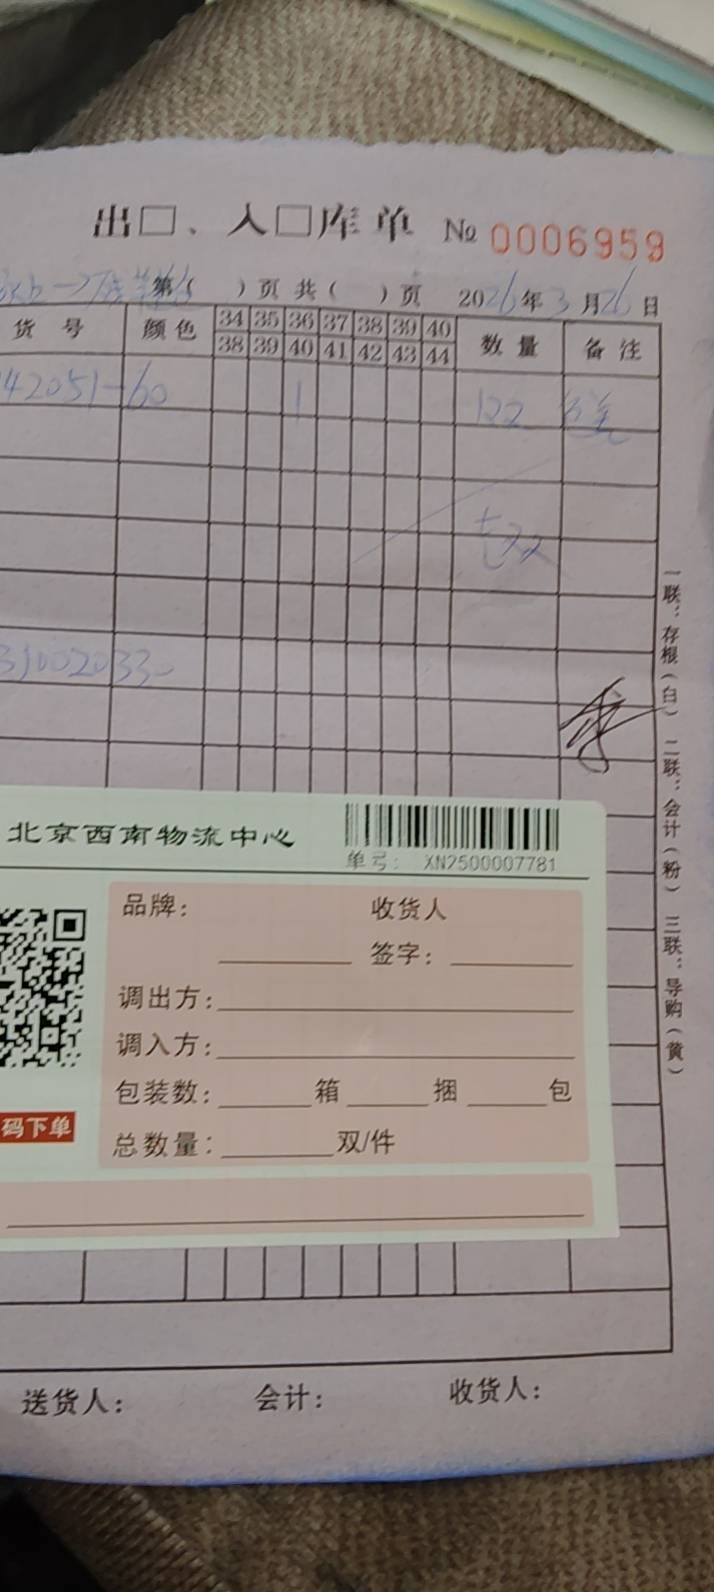 出□、入□库单 № 0006959
第( )页 共( )页 2026年3月26日
货号 颜色 34 35 36 37 38 39 40 数量 备注
38 39 40 41 42 43 44
42051-60 1
31002033
一联:存根(白) 二联:会计(粉) 三联:导购(黄)
北京西南物流中心
单号: XN2500007781
品牌: 收货人
签字:
调出方:
调入方:
包装数: 箱 捆 包
码下单
总数量: 双/件
送货人: 会计: 收货人: